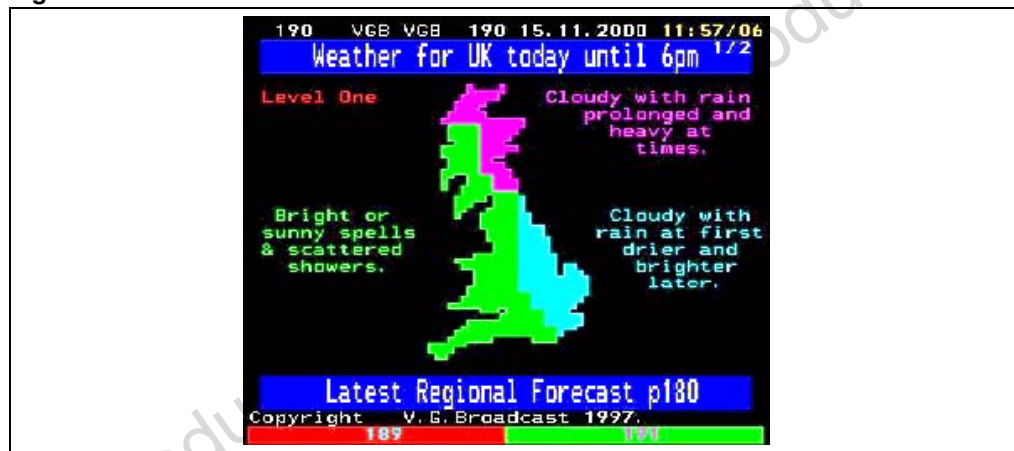 190 VGB VGB 190 15.11.2000 11:57/06
Weather for UK today until 6pm 1/2
Level One
Cloudy with rain
prolonged and
heavy at
times.
Bright or
sunny spells
& scattered
showers.
Cloudy with
rain at first
drier and
brighter
later.
Latest Regional Forecast p180
Copyright V.G.Broadcast 1997.
189